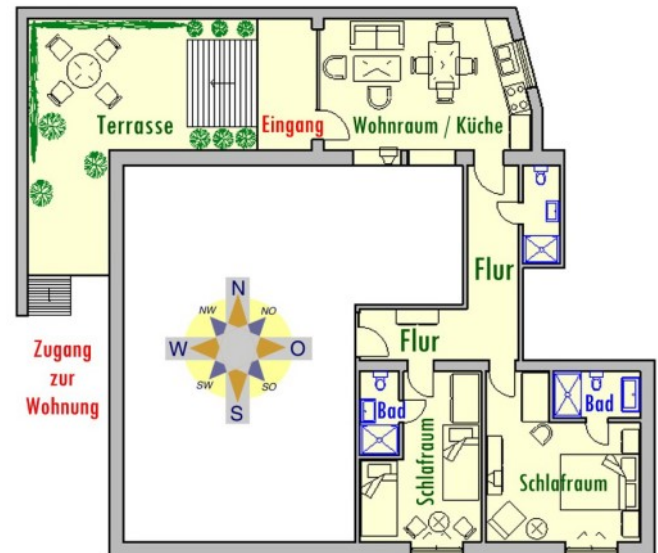 Terrasse
Eingang
Wohnraum / Küche
Flur
Flur
Zugang
zur
Wohnung
N
NW
NO
W
O
SW
SO
S
Bad
Schlafraum
Bad
Schlafraum